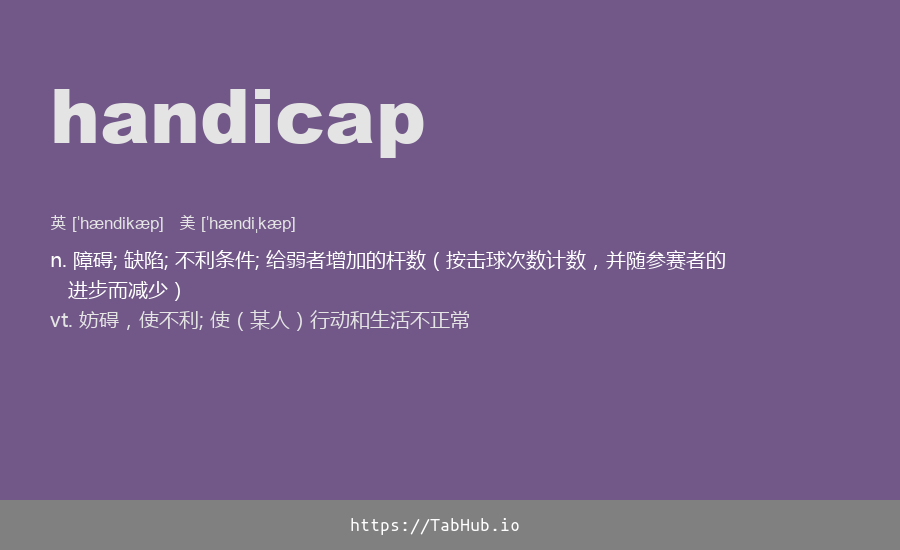 handicap
英 [ˈhændikæp] 美 [ˈhændiˌkæp]
n. 障碍; 缺陷; 不利条件; 给弱者增加的杆数（按击球次数计数，并随参赛者的
进步而减少）
vt. 妨碍，使不利; 使（某人）行动和生活不正常
https://TabHub.io